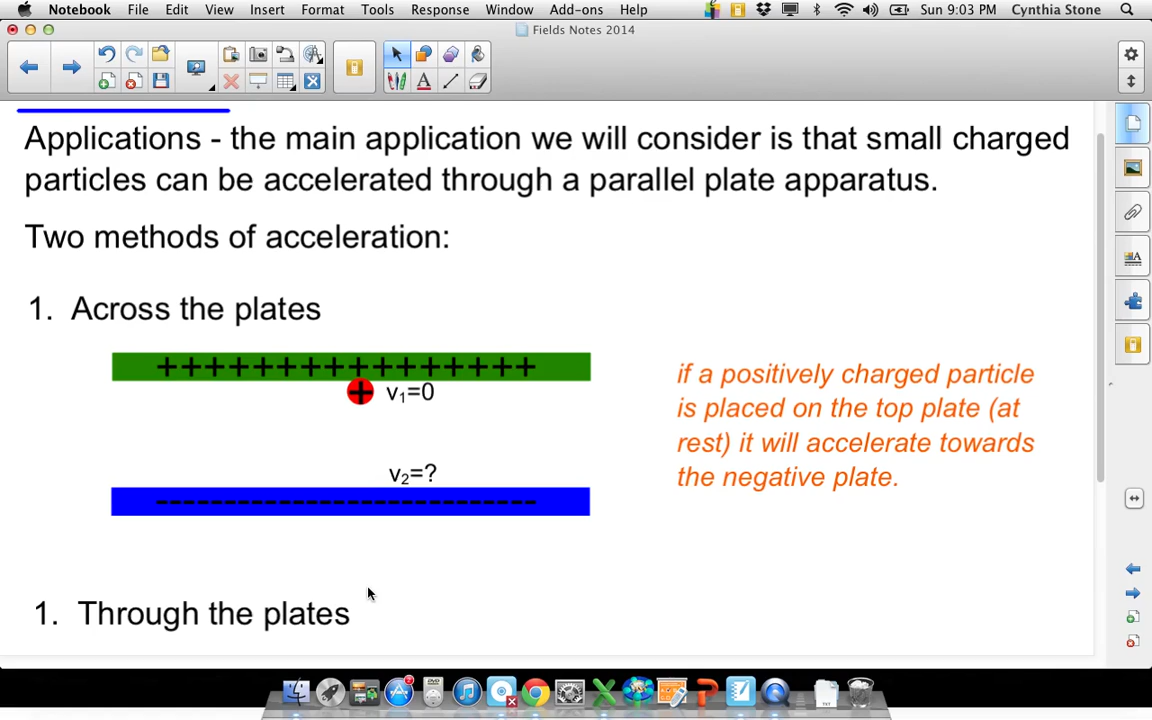 Notebook File Edit View Insert Format Tools Response Window Add-ons Help Sun 9:03 PM Cynthia Stone
Fields Notes 2014
Applications - the main application we will consider is that small charged
particles can be accelerated through a parallel plate apparatus.
Two methods of acceleration:
1. Across the plates
+++++++++++++++
+ v₁=0
v₂=?
----------------------------
if a positively charged particle
is placed on the top plate (at
rest) it will accelerate towards
the negative plate.
1. Through the plates